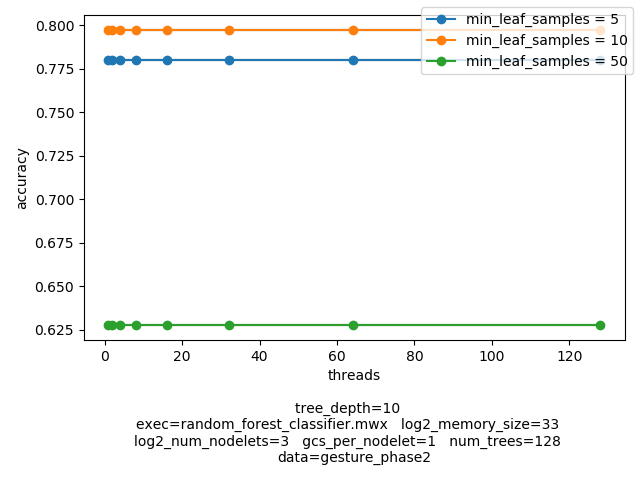 min_leaf_samples = 5
min_leaf_samples = 10
min_leaf_samples = 50
0.800
0.775
0.750
0.725
0.700
0.675
0.650
0.625
accuracy
0 20 40 60 80 100 120
threads
tree_depth=10
exec=random_forest_classifier.mwx log2_memory_size=33
log2_num_nodelets=3 gcs_per_nodelet=1 num_trees=128
data=gesture_phase2